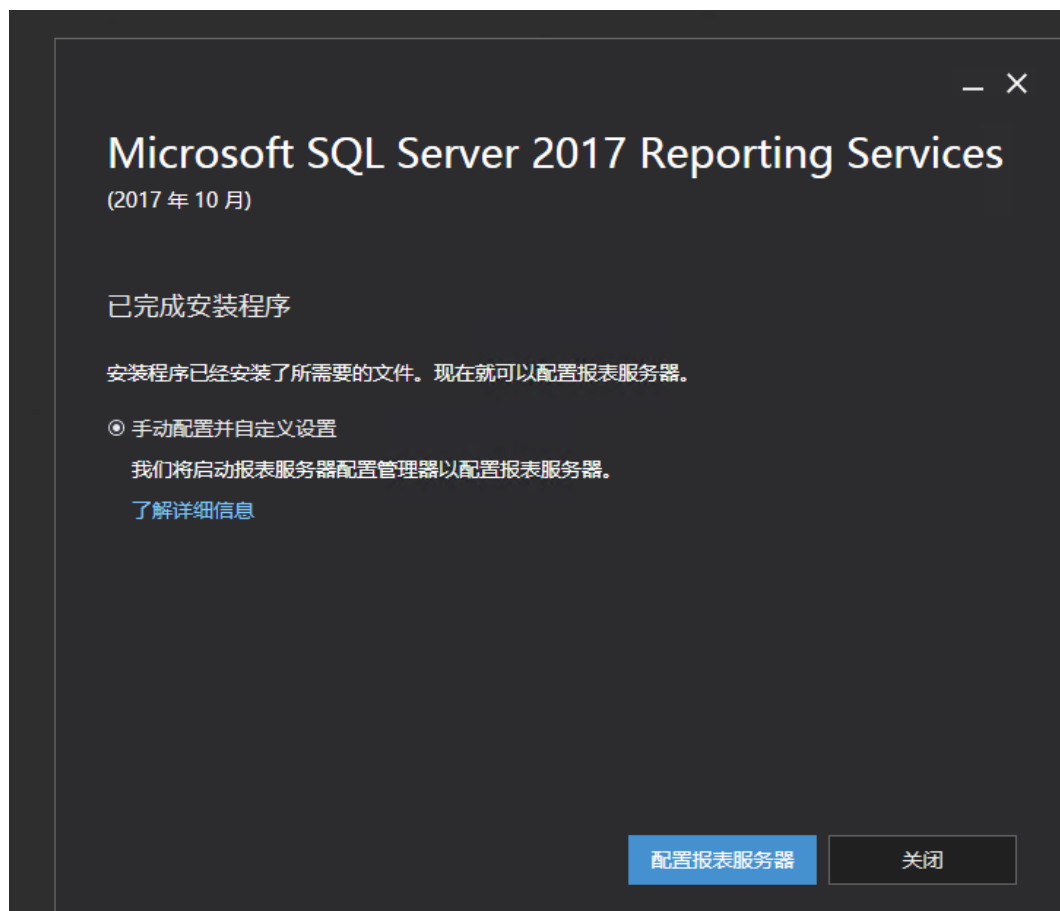 Microsoft SQL Server 2017 Reporting Services
(2017 年 10 月)
已完成安装程序
安装程序已经安装了所需要的文件。现在就可以配置报表服务器。
手动配置并自定义设置
我们将启动报表服务器配置管理器以配置报表服务器。
了解详细信息
配置报表服务器
关闭